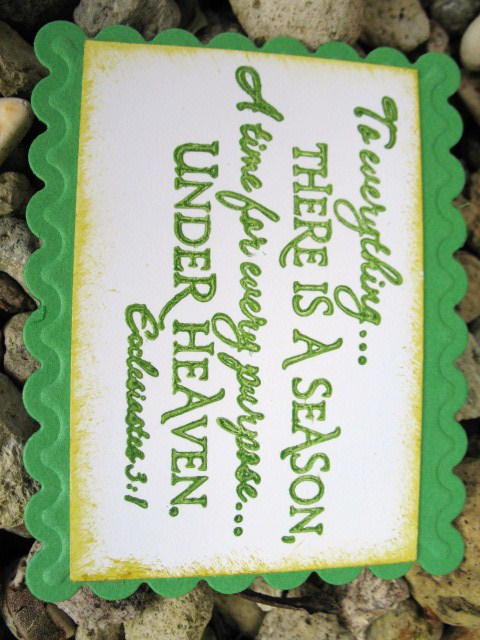 To everything...
THERE IS A SEASON,
A time for every purpose...
UNDER HEAVEN.
Ecclesiastes 3:1